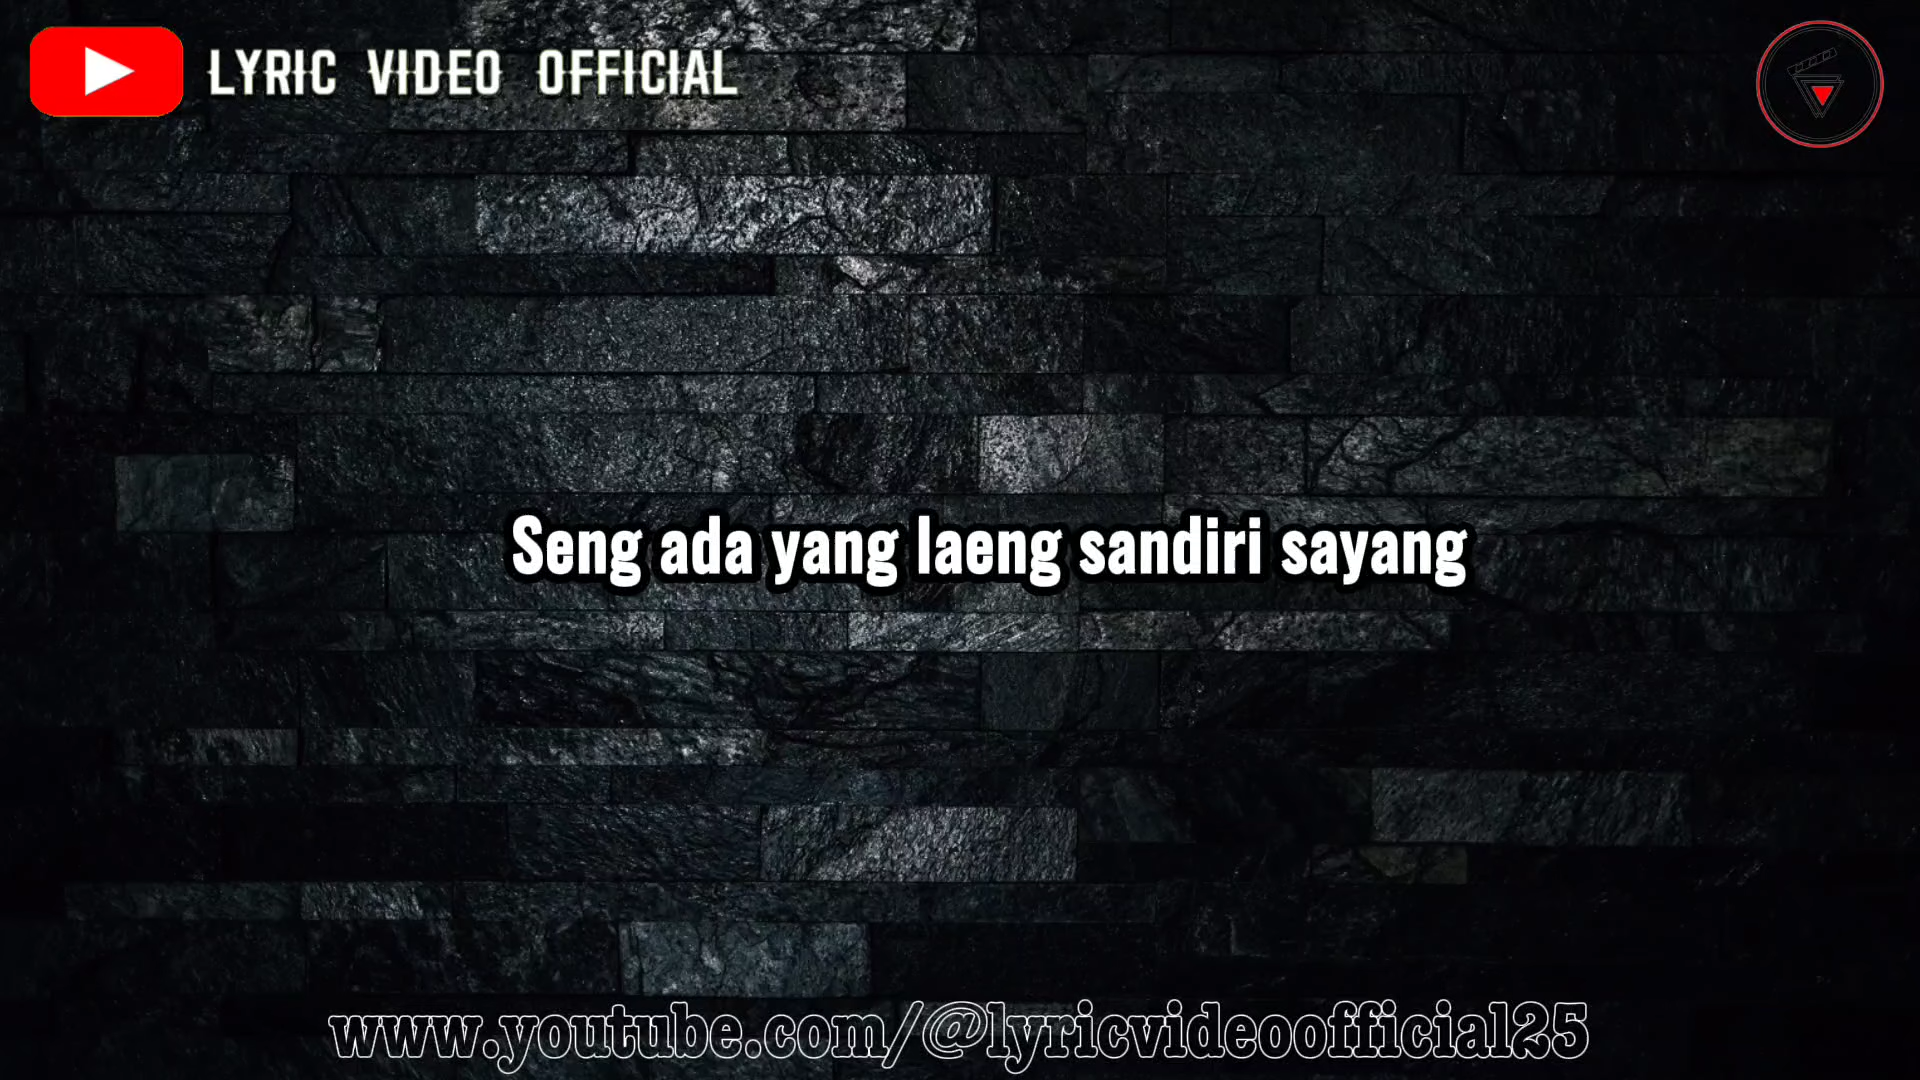 LYRIC VIDEO OFFICIAL
Seng ada yang laeng sandiri sayang
www.youtube.com/@lyricvideoofficial25